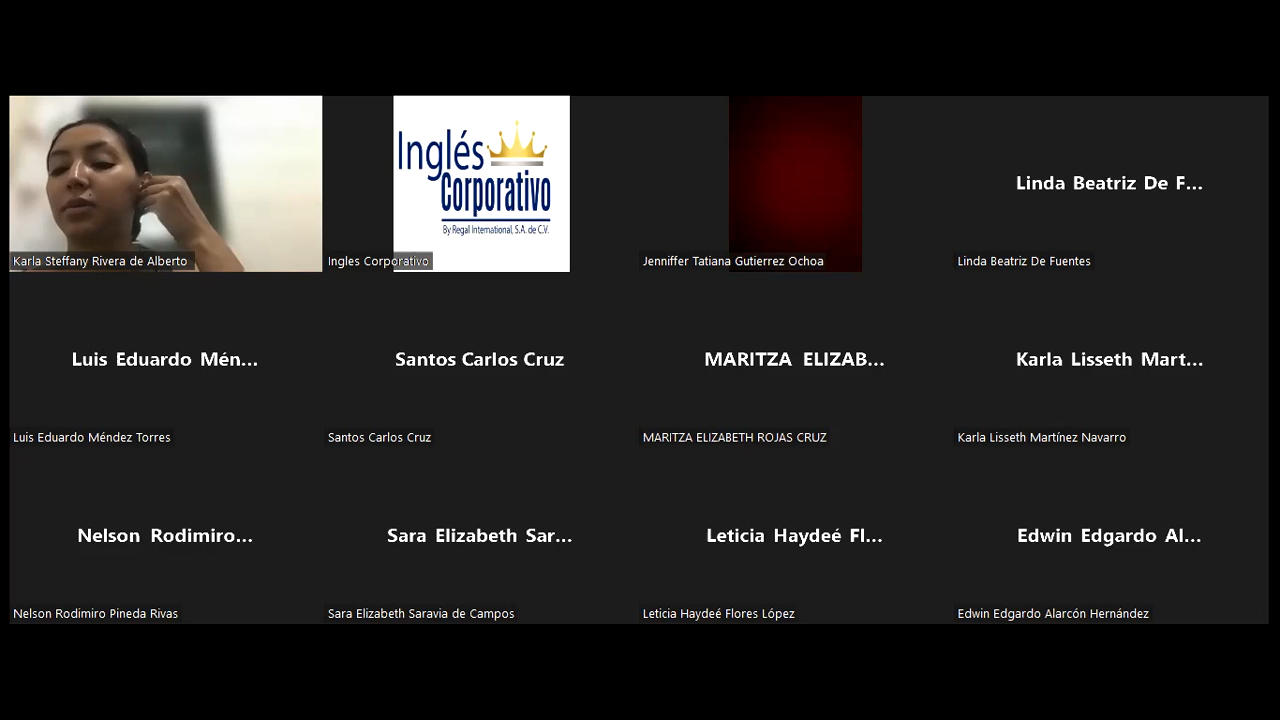 Inglés
Corporativo
By Regal International, S.A. de C.V.
Linda Beatriz De F...
Karla Steffany Rivera de Alberto
Ingles Corporativo
Jenniffer Tatiana Gutierrez Ochoa
Linda Beatriz De Fuentes
Luis Eduardo Mén...
Santos Carlos Cruz
MARITZA ELIZAB...
Karla Lisseth Mart...
Luis Eduardo Méndez Torres
Santos Carlos Cruz
MARITZA ELIZABETH ROJAS CRUZ
Karla Lisseth Martínez Navarro
Nelson Rodimiro...
Sara Elizabeth Sar...
Leticia Haydeé Fl...
Edwin Edgardo Al...
Nelson Rodimiro Pineda Rivas
Sara Elizabeth Saravia de Campos
Leticia Haydeé Flores López
Edwin Edgardo Alarcón Hernández